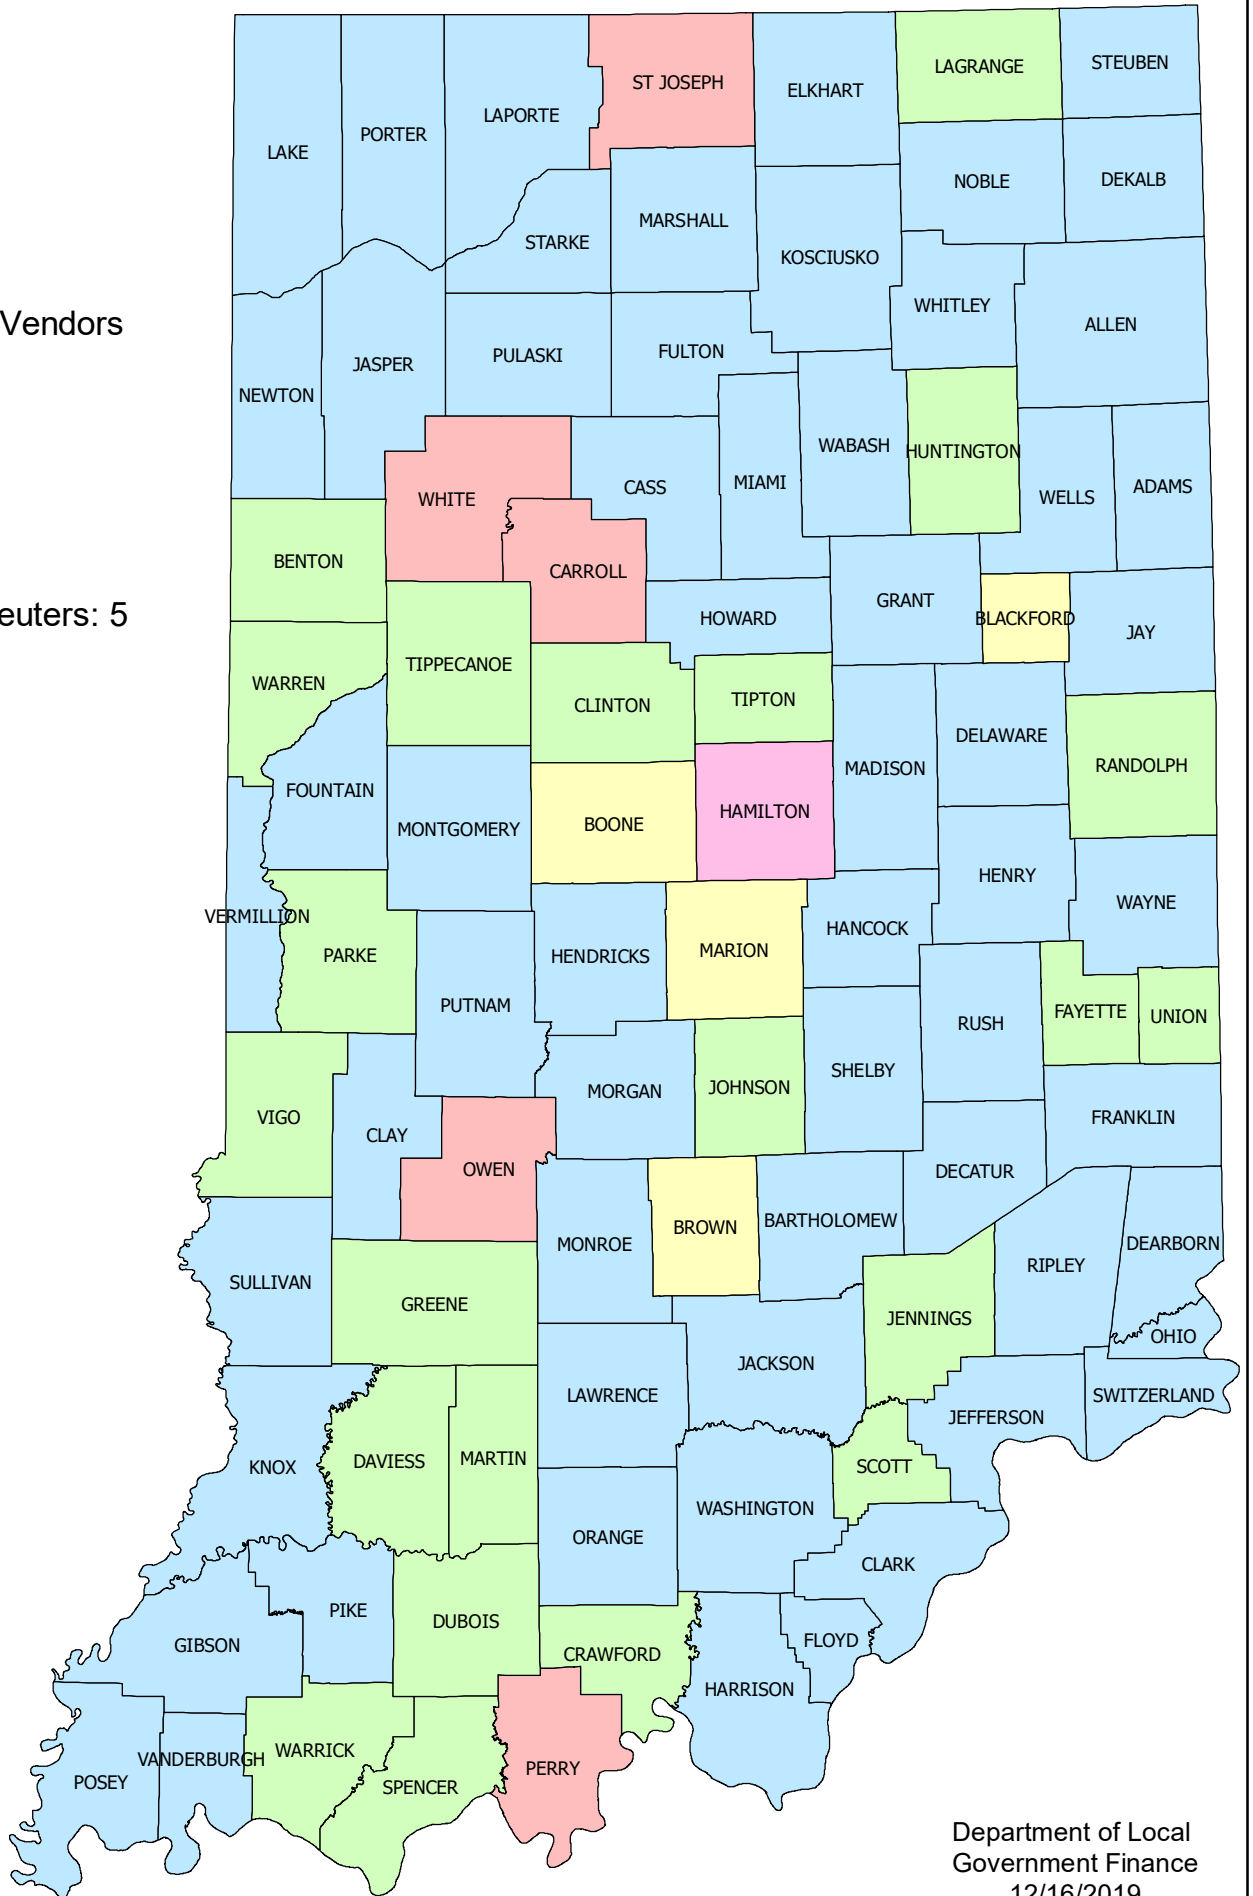 ST JOSEPH
LAGRANGE
STEUBEN
ELKHART
LAPORTE
PORTER
LAKE
NOBLE
DEKALB
MARSHALL
STARKE
KOSCIUSKO
WHITLEY
Vendors
ALLEN
FULTON
PULASKI
JASPER
NEWTON
WABASH
HUNTINGTON
MIAMI
CASS
ADAMS
WELLS
WHITE
BENTON
CARROLL
GRANT
euters: 5
HOWARD
BLACKFORD
JAY
TIPPECANOE
WARREN
TIPTON
CLINTON
DELAWARE
RANDOLPH
MADISON
FOUNTAIN
HAMILTON
BOONE
MONTGOMERY
HENRY
WAYNE
VERMILLION
HANCOCK
MARION
PARKE
HENDRICKS
PUTNAM
FAYETTE
UNION
RUSH
SHELBY
JOHNSON
MORGAN
VIGO
FRANKLIN
CLAY
OWEN
DECATUR
BARTHOLOMEW
BROWN
MONROE
DEARBORN
RIPLEY
SULLIVAN
GREENE
JENNINGS
OHIO
JACKSON
LAWRENCE
SWITZERLAND
JEFFERSON
MARTIN
DAVIESS
KNOX
SCOTT
WASHINGTON
ORANGE
CLARK
PIKE
DUBOIS
GIBSON
FLOYD
CRAWFORD
HARRISON
WARRICK
VANDERBURGH
PERRY
POSEY
SPENCER
Department of Local
Government Finance
12/16/2019